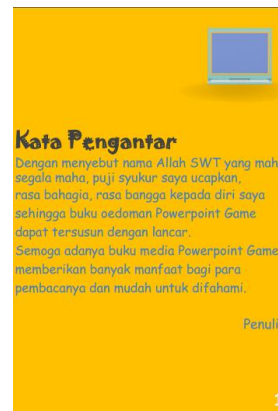 Kata Pengantar
Dengan menyebut nama Allah SWT yang mah
segala maha, puji syukur saya ucapkan,
rasa bahagia, rasa bangga kepada diri saya
sehingga buku oedoman Powerpoint Game
dapat tersusun dengan lancar.
Semoga adanya buku media Powerpoint Game
memberikan banyak manfaat bagi para
pembacanya dan mudah untuk difahami.
Penuli